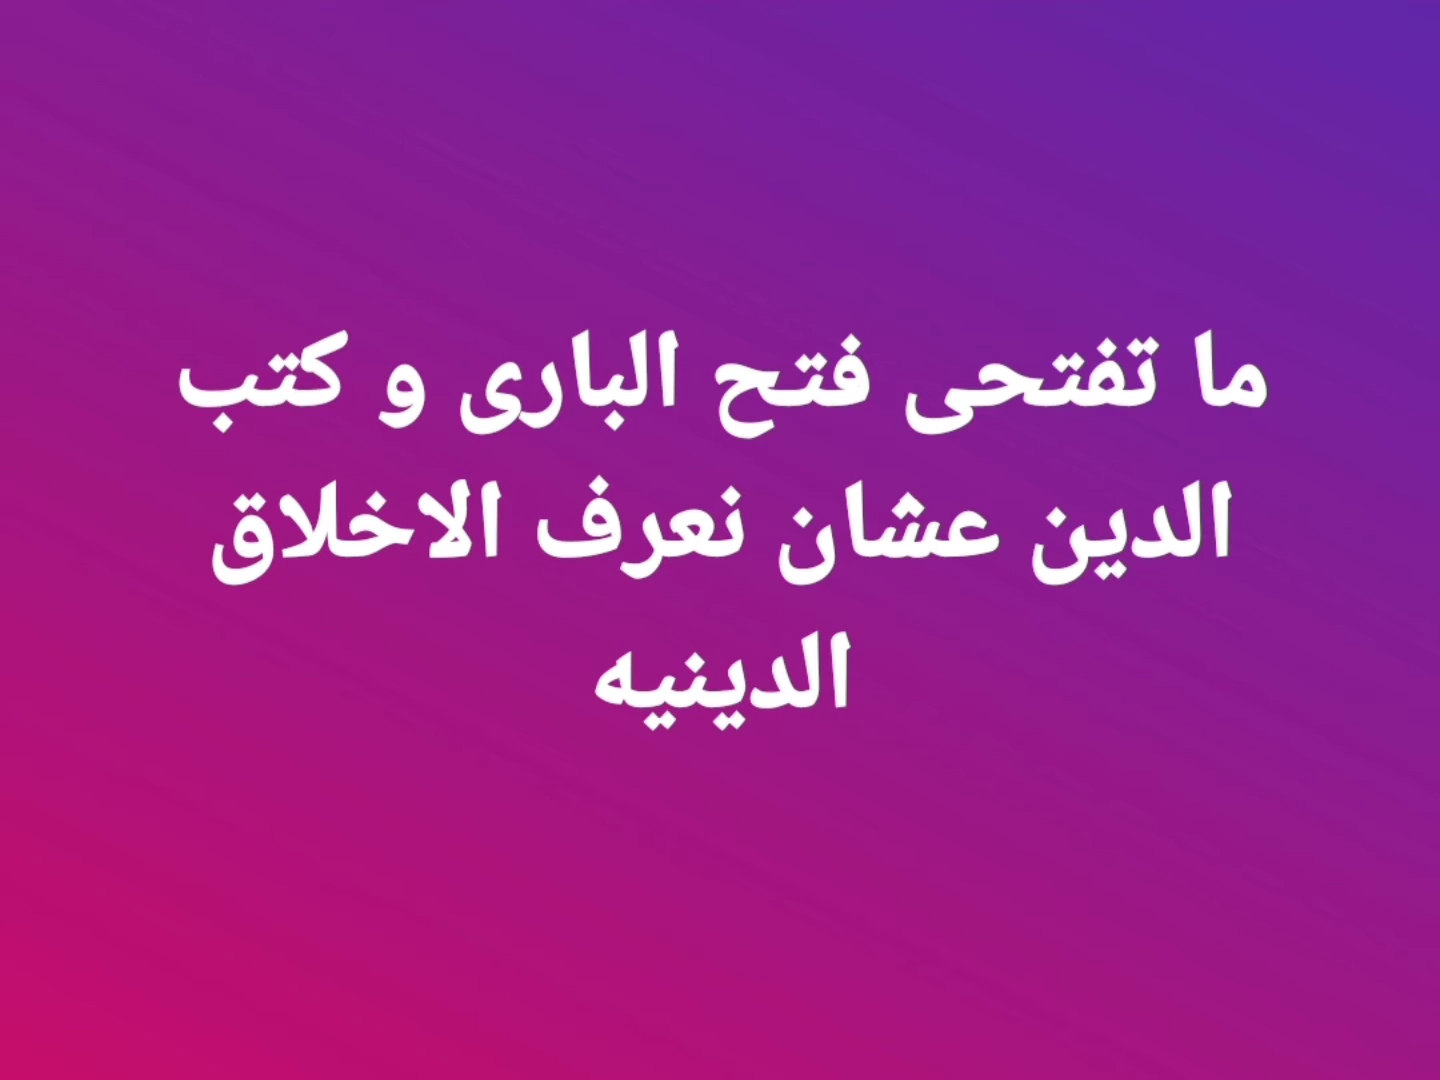 ما تفتحى فتح البارى و كتب
الدين عشان نعرف الاخلاق
الدينيه